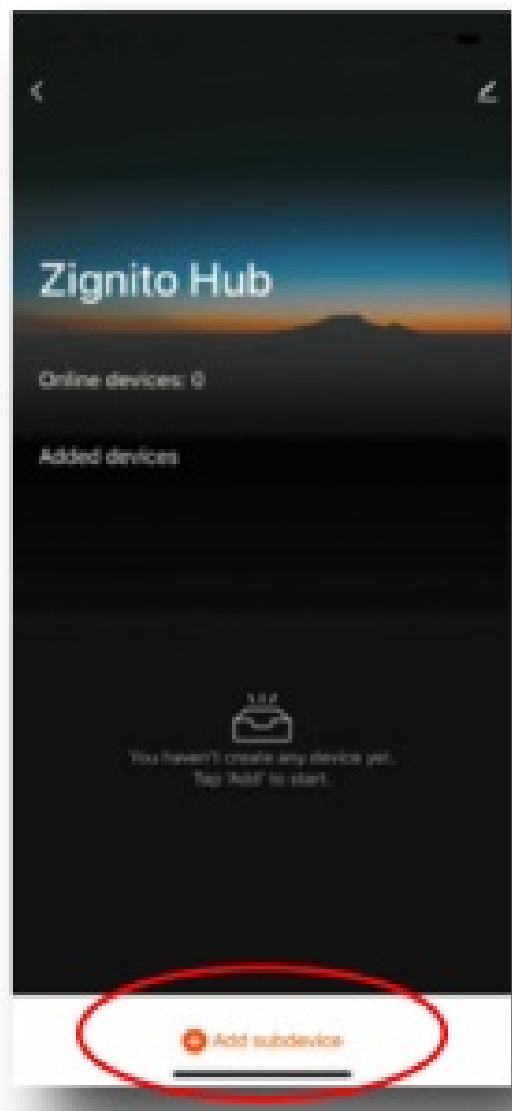 Zignito Hub
Online devices: 0
Added devices
You haven't create any device yet.
Tap "Add" to start.
Add subdevice